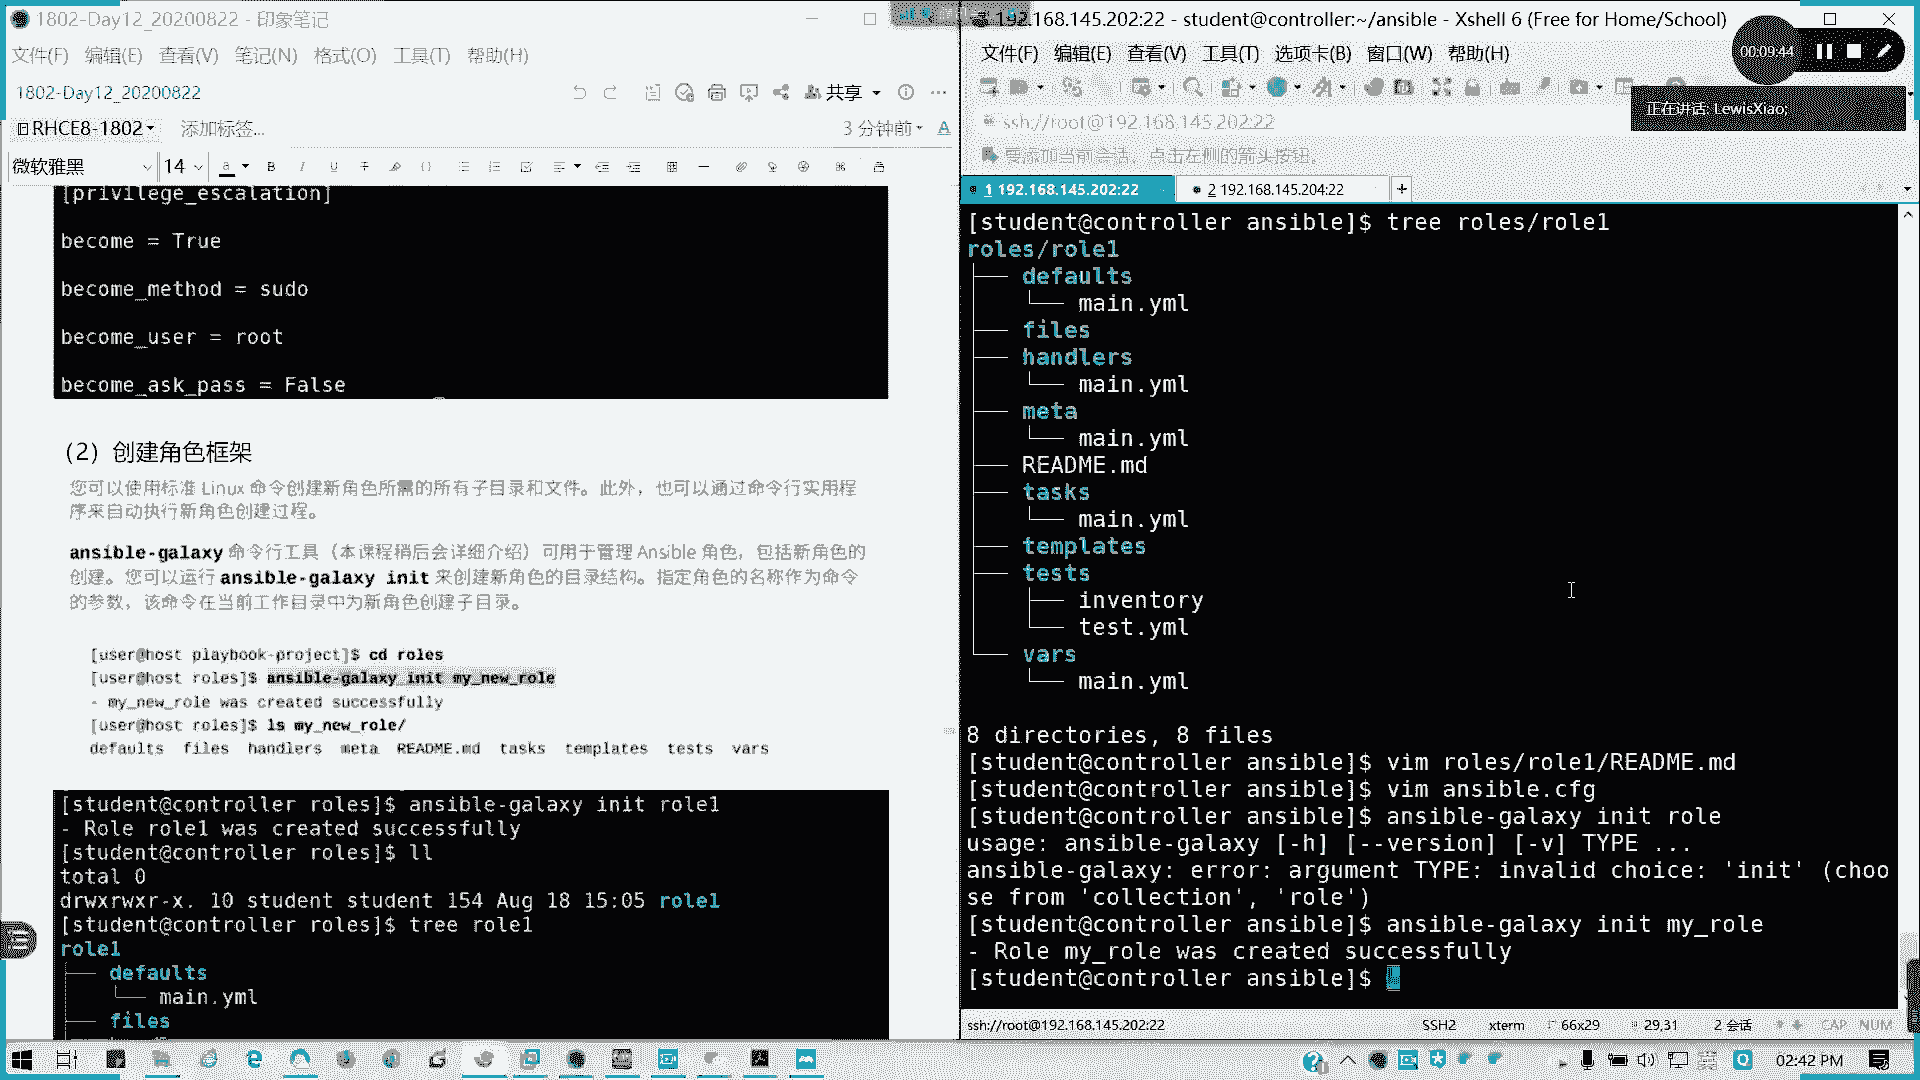 1802-Day12_20200822 - 印象笔记
文件(F) 编辑(E) 查看(V) 笔记(N) 格式(O) 工具(T) 帮助(H)
1802-Day12_20200822
共享
RHCE8-1802
添加标签...
3 分钟前
微软雅黑
14
[privilege_escalation]
become = True
become_method = sudo
become_user = root
become_ask_pass = False
（2）创建角色框架
您可以使用标准 Linux 命令创建新角色所需的所有子目录和文件。此外，也可以通过命令行实用程
序来自动执行新角色创建过程。
ansible-galaxy 命令行工具（本课程稍后会详细介绍）可用于管理 Ansible 角色，包括新角色的
创建。您可以运行 ansible-galaxy init 来创建新角色的目录结构。指定角色的名称作为命令
的参数，该命令在当前工作目录中为新角色创建子目录。
[user@host playbook-project]$ cd roles
[user@host roles]$ ansible-galaxy init my_new_role
- my_new_role was created successfully
[user@host roles]$ ls my_new_role/
defaults files handlers meta README.md tasks templates tests vars
[student@controller roles]$ ansible-galaxy init role1
- Role role1 was created successfully
[student@controller roles]$ ll
total 0
drwxrwxr-x. 10 student student 154 Aug 18 15:05 role1
[student@controller roles]$ tree role1
role1
├── defaults
│   └── main.yml
├── files
192.168.145.202:22 - student@controller:~/ansible - Xshell 6 (Free for Home/School)
文件(F) 编辑(E) 查看(V) 工具(T) 选项卡(B) 窗口(W) 帮助(H)
00:09:44
正在讲话: LewisXiao;
ssh://root@192.168.145.202:22
要添加当前会话，点击左侧的箭头按钮。
1 192.168.145.202:22
2 192.168.145.204:22
[student@controller ansible]$ tree roles/role1
roles/role1
├── defaults
│   └── main.yml
├── files
├── handlers
│   └── main.yml
├── meta
│   └── main.yml
├── README.md
├── tasks
│   └── main.yml
├── templates
├── tests
│   ├── inventory
│   └── test.yml
└── vars
    └── main.yml
8 directories, 8 files
[student@controller ansible]$ vim roles/role1/README.md
[student@controller ansible]$ vim ansible.cfg
[student@controller ansible]$ ansible-galaxy init role
usage: ansible-galaxy [-h] [--version] [-v] TYPE ...
ansible-galaxy: error: argument TYPE: invalid choice: 'init' (choo
se from 'collection', 'role')
[student@controller ansible]$ ansible-galaxy init my_role
- Role my_role was created successfully
[student@controller ansible]$
ssh://root@192.168.145.202:22
SSH2
xterm
66x29
29,31
2 会话
CAP NUM
02:42 PM